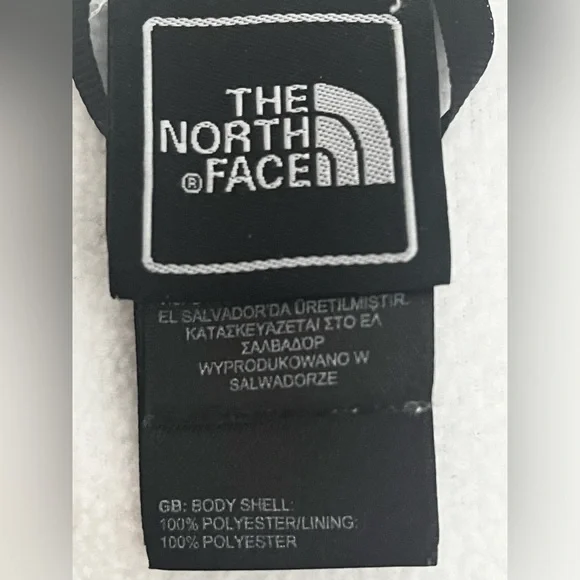 THE
NORTH
® FACE
EL SALVADOR'DA ÜRETILMIŞTIR.
ΚΑΤΑΣΚΕΥΑΖΕΤΑΙ ΣΤΟ ΕΛ
ΣΑΛΒΑΔΟΡ
WYPRODUKOWANO W
SALWADORZE
GB: BODY SHELL:
100% POLYESTER/LINING:
100% POLYESTER